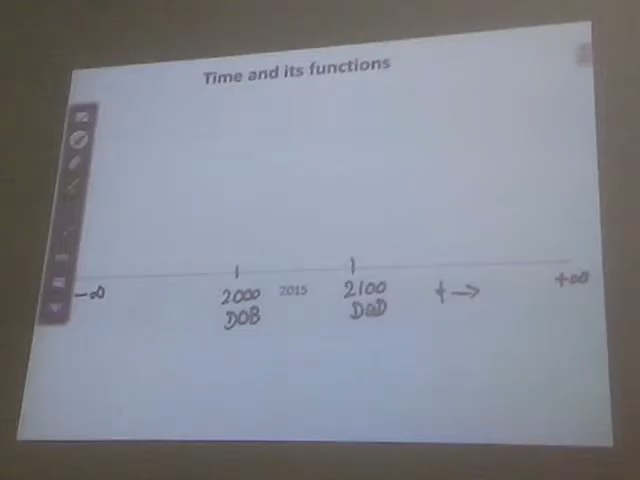 Time and its functions
-∞ 2000 2015 2100 t → +∞
DOB DOD